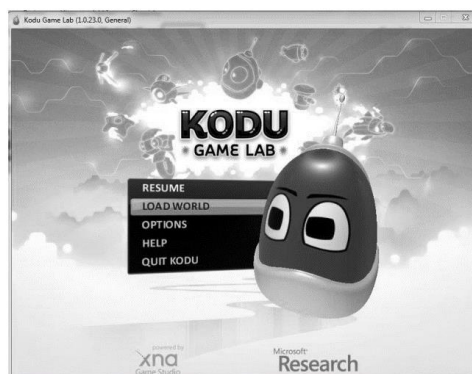 Kodu Game Lab (1.0.23.0, General)
KODU
GAME LAB
RESUME
LOAD WORLD
OPTIONS
HELP
QUIT KODU
powered by
xna
Game Studio
Microsoft
Research